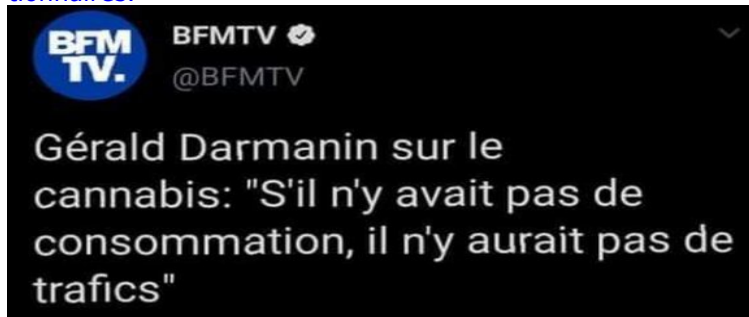 tionnaires.
BFM
TV.
BFMTV
@BFMTV
Gérald Darmanin sur le
cannabis: "S'il n'y avait pas de
consommation, il n'y aurait pas de
trafics"